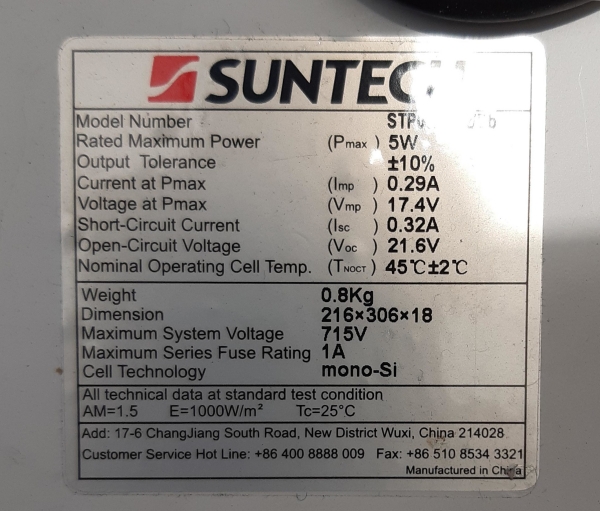 SUNTECH
Model Number
Rated Maximum Power (Pmax) 5W
Output Tolerance ±10%
Current at Pmax (Imp) 0.29A
Voltage at Pmax (Vmp) 17.4V
Short-Circuit Current (Isc) 0.32A
Open-Circuit Voltage (Voc) 21.6V
Nominal Operating Cell Temp. (TNOCT) 45℃±2℃
Weight 0.8Kg
Dimension 216×306×18
Maximum System Voltage 715V
Maximum Series Fuse Rating 1A
Cell Technology mono-Si
All technical data at standard test condition
AM=1.5 E=1000W/m² Tc=25°C
Add: 17-6 ChangJiang South Road, New District Wuxi, China 214028
Customer Service Hot Line: +86 400 8888 009 Fax: +86 510 8534 3321
Manufactured in China